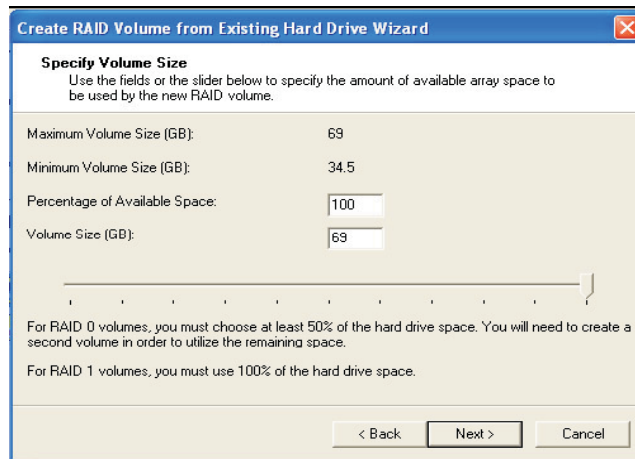 Create RAID Volume from Existing Hard Drive Wizard
Specify Volume Size
Use the fields or the slider below to specify the amount of available array space to
be used by the new RAID volume.
Maximum Volume Size (GB): 69
Minimum Volume Size (GB): 34.5
Percentage of Available Space: 100
Volume Size (GB): 69
For RAID 0 volumes, you must choose at least 50% of the hard drive space. You will need to create a
second volume in order to utilize the remaining space.
For RAID 1 volumes, you must use 100% of the hard drive space.
< Back Next > Cancel